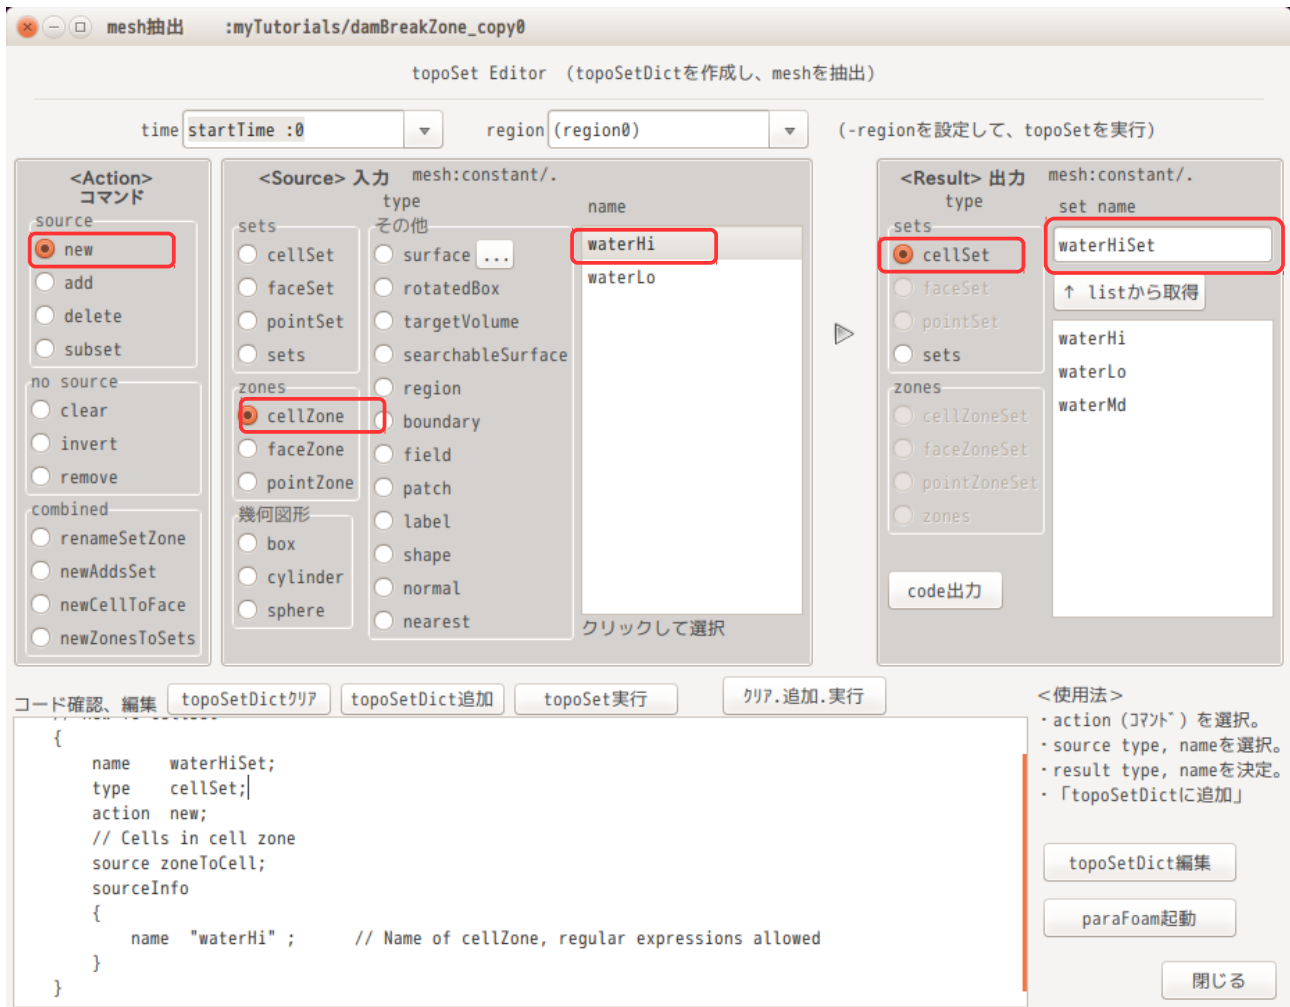 mesh抽出 :myTutorials/damBreakZone_copy0
topoSet Editor （topoSetDictを作成し、meshを抽出）
time startTime :0 region (region0) (-regionを設定して、topoSetを実行)
<Action>
コマンド
source
new
add
delete
subset
no source
clear
invert
remove
combined
renameSetZone
newAddsSet
newCellToFace
newZonesToSets
<Source> 入力 mesh:constant/.
type
sets
cellSet
faceSet
pointSet
sets
zones
cellZone
faceZone
pointZone
幾何図形
box
cylinder
sphere
その他
surface ...
rotatedBox
targetVolume
searchableSurface
region
boundary
field
patch
label
shape
normal
nearest
name
waterHi
waterLo
クリックして選択
<Result> 出力 mesh:constant/.
type
sets
cellSet
faceSet
pointSet
sets
zones
cellZoneSet
faceZoneSet
pointZoneSet
zones
code出力
set name
waterHiSet
↑ listから取得
waterHi
waterLo
waterMd
コード確認、編集 topoSetDictクリア topoSetDict追加 topoSet実行 クリア.追加.実行
{
name waterHiSet;
type cellSet;
action new;
// Cells in cell zone
source zoneToCell;
sourceInfo
{
name "waterHi" ; // Name of cellZone, regular expressions allowed
}
}
＜使用法＞
・action（コマンド）を選択。
・source type, nameを選択。
・result type, nameを決定。
・「topoSetDictに追加」
topoSetDict編集
paraFoam起動
閉じる